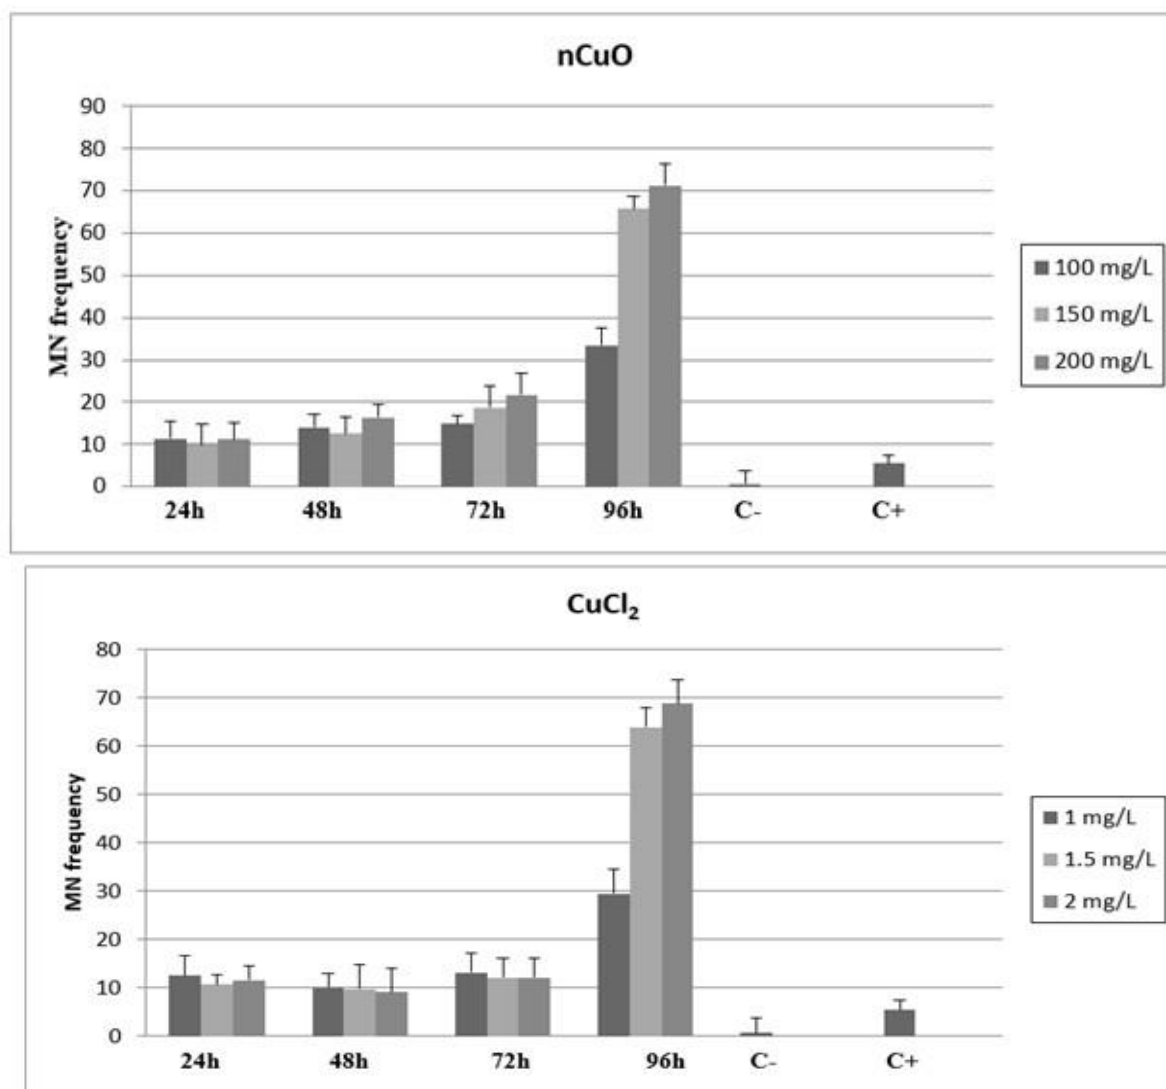 nCuO
90
80
70
60
50
40
30
20
10
0
MN frequency
24h 48h 72h 96h C- C+
100 mg/L
150 mg/L
200 mg/L
CuCl₂
80
70
60
50
40
30
20
10
0
MN frequency
24h 48h 72h 96h C- C+
1 mg/L
1.5 mg/L
2 mg/L